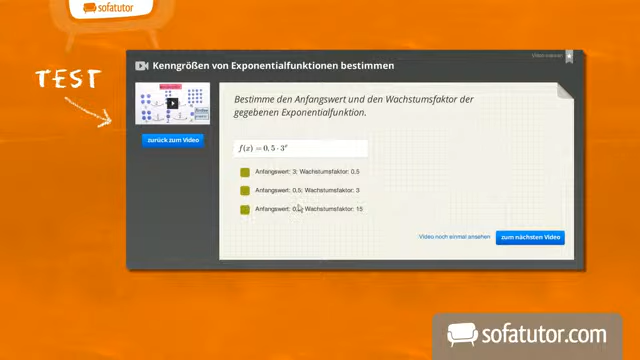 sofatutor
TEST
Kenngrößen von Exponentialfunktionen bestimmen
Bestimme den Anfangswert und den Wachstumsfaktor der
gegebenen Exponentialfunktion.
zurück zum Video
f(x) = 0, 5 · 3ˣ
Anfangswert: 3; Wachstumsfaktor: 0.5
Anfangswert: 0,5; Wachstumsfaktor: 3
Wachstumsfaktor: 15
Video noch einmal ansehen
zum nächsten Video
sofatutor.com